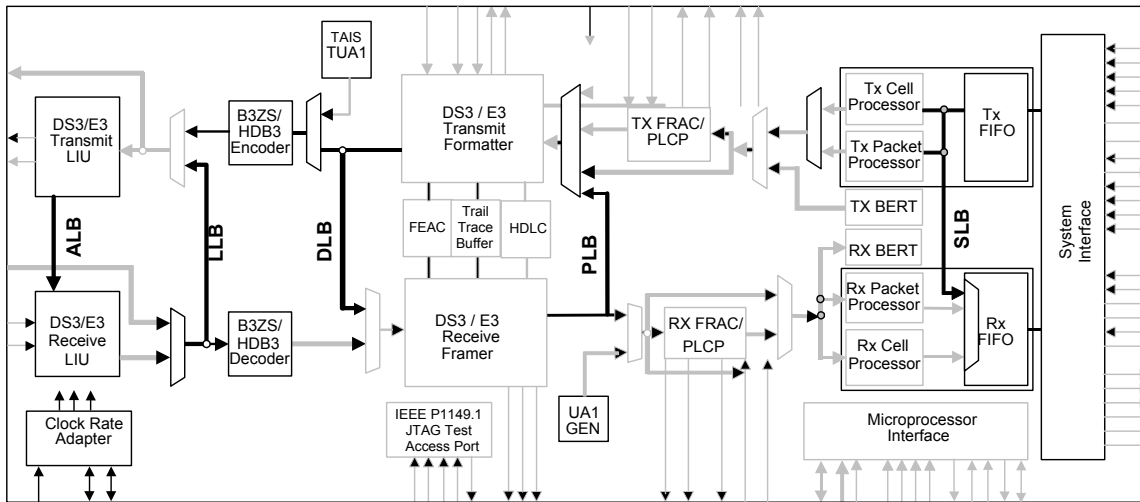 TAIS
TUA1
DS3/E3
Transmit
LIU
B3ZS/
HDB3
Encoder
DS3 / E3
Transmit
Formatter
TX FRAC/
PLCP
Tx Cell
Processor
Tx Packet
Processor
Tx
FIFO
TX BERT
RX BERT
System
Interface
ALB
LLB
DLB
FEAC
Trail
Trace
Buffer
HDLC
PLB
SLB
DS3/E3
Receive
LIU
B3ZS/
HDB3
Decoder
DS3 / E3
Receive
Framer
RX FRAC/
PLCP
Rx Packet
Processor
Rx Cell
Processor
Rx
FIFO
UA1
GEN
Clock Rate
Adapter
IEEE P1149.1
JTAG Test
Access Port
Microprocessor
Interface